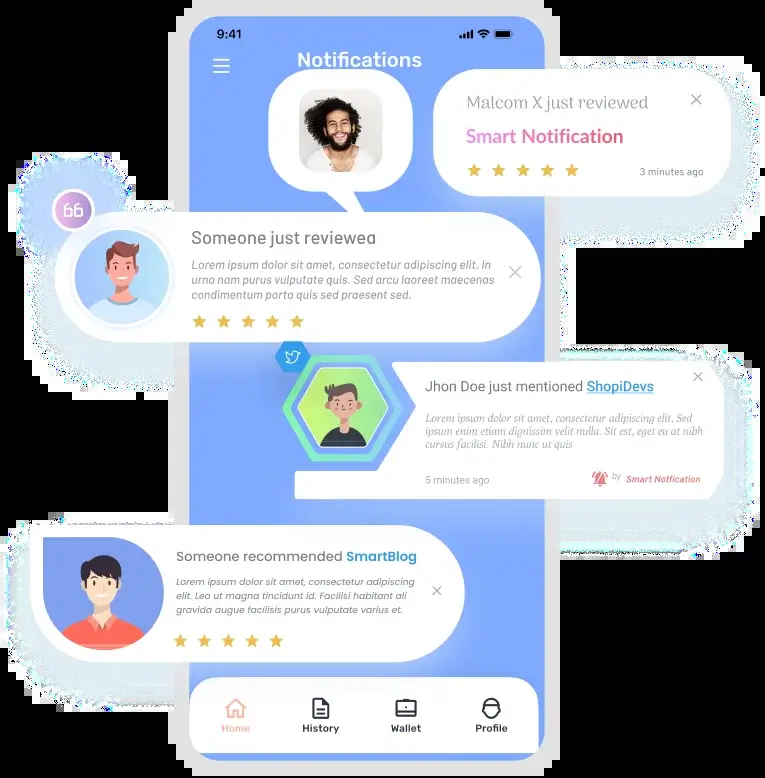 9:41
Notifications
Malcom X just reviewed
Smart Notification
3 minutes ago
Someone just reviewed
Lorem ipsum dolor sit amet, consectetur adipiscing elit. In
urna nam purus vulputate quis. Sed arcu laoreet maecenas
condimentum porta quis sed praesent sed.
Jhon Doe just mentioned ShopiDevs
Lorem ipsum dolor sit amet, consectetur adipiscing elit. Sed
ipsum enim etiam dignissim velit nulla. Sit est, eget eu at nibh
cursus facilisi. Nibh nunc ut quis
5 minutes ago
by Smart Notfication
Someone recommended SmartBlog
Lorem ipsum dolor sit amet, consectetur adipiscing
elit. Leo ut magna tincidunt id. Facilisi habitant ali
gravida augue facilisis purus vulputate varius et.
Home History Wallet Profile